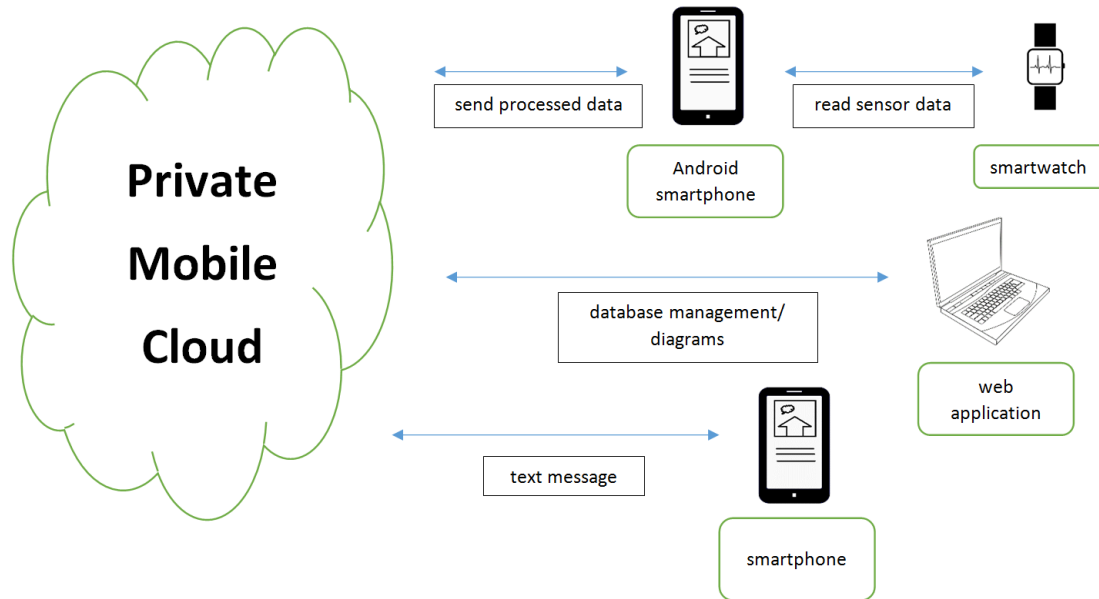 Private
Mobile
Cloud
send processed data
read sensor data
Android
smartphone
smartwatch
database management/
diagrams
web
application
text message
smartphone